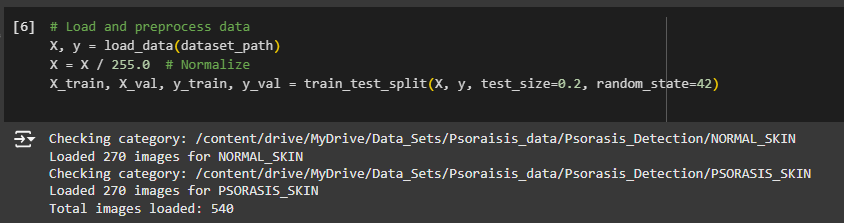 [6] # Load and preprocess data
X, y = load_data(dataset_path)
X = X / 255.0  # Normalize
X_train, X_val, y_train, y_val = train_test_split(X, y, test_size=0.2, random_state=42)
Checking category: /content/drive/MyDrive/Data_Sets/Psoraisis_data/Psorasis_Detection/NORMAL_SKIN
Loaded 270 images for NORMAL_SKIN
Checking category: /content/drive/MyDrive/Data_Sets/Psoraisis_data/Psorasis_Detection/PSORASIS_SKIN
Loaded 270 images for PSORASIS_SKIN
Total images loaded: 540